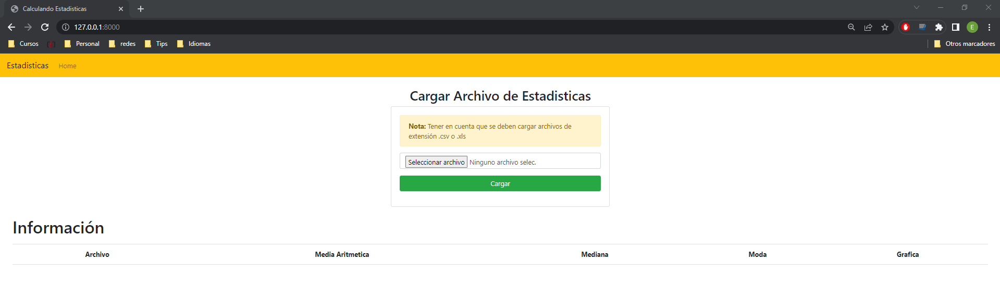 Calculando Estadisticas
127.0.0.1:8000
E
Cursos Personal redes Tips Idiomas Otros marcadores
Estadisticas Home
Cargar Archivo de Estadisticas
Nota: Tener en cuenta que se deben cargar archivos de
extensión .csv o .xls
Seleccionar archivo Ninguno archivo selec.
Cargar
Información
Archivo Media Aritmetica Mediana Moda Grafica